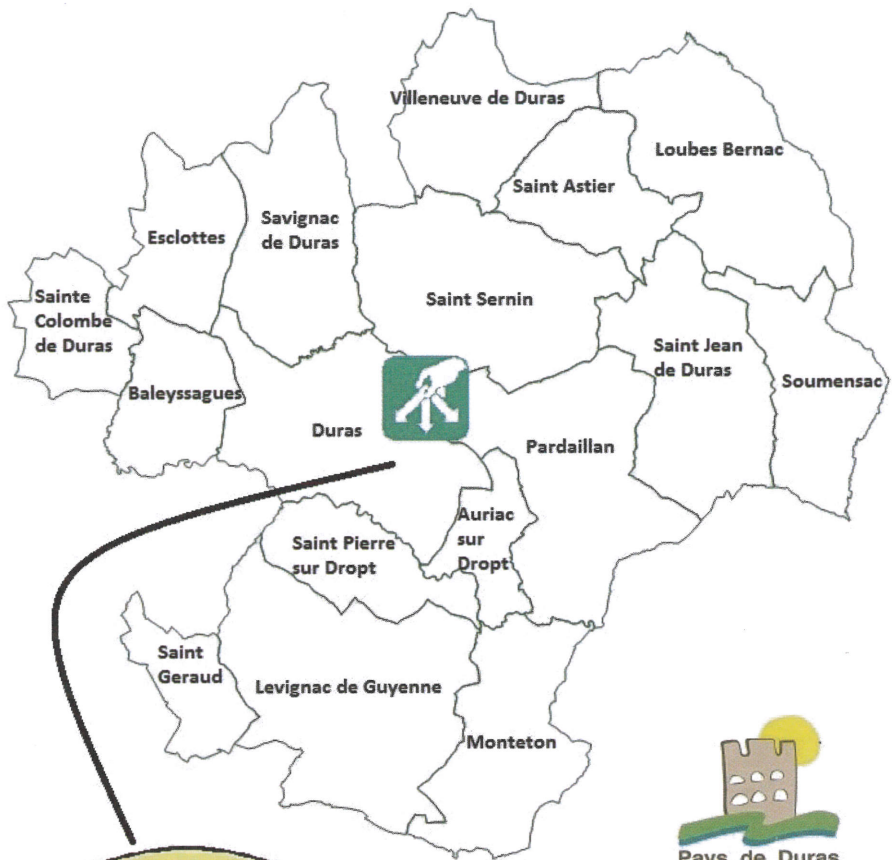 Villeneuve de Duras
Loubes Bernac
Saint Astier
Esclottes
Savignac
de Duras
Sainte
Colombe
de Duras
Saint Sernin
Baleyssagues
Saint Jean
de Duras
Soumensac
Duras
Pardaillan
Auriac
sur
Dropt
Saint Pierre
sur Dropt
Saint
Geraud
Levignac de Guyenne
Monteton
Pays de Duras